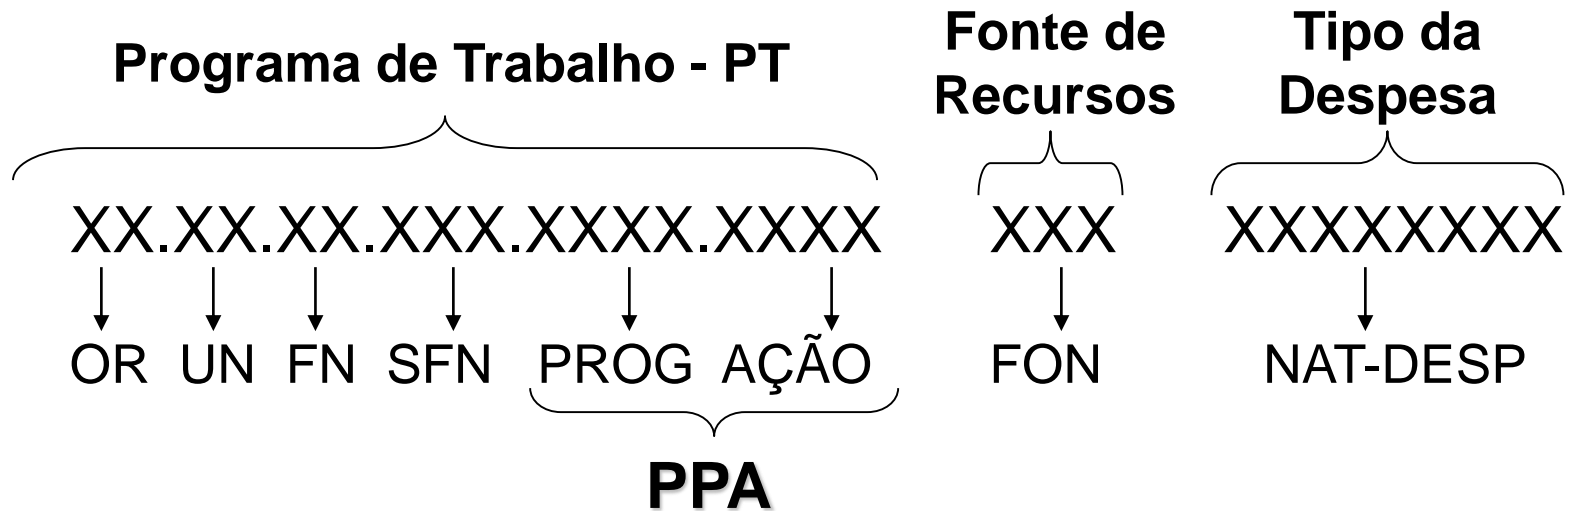 Programa de Trabalho - PT
Fonte de
Recursos
Tipo da
Despesa
XX.XX.XX.XXX.XXXX.XXXX
XXX
XXXXXXXX
OR UN FN SFN PROG AÇÃO
FON
NAT-DESP
PPA